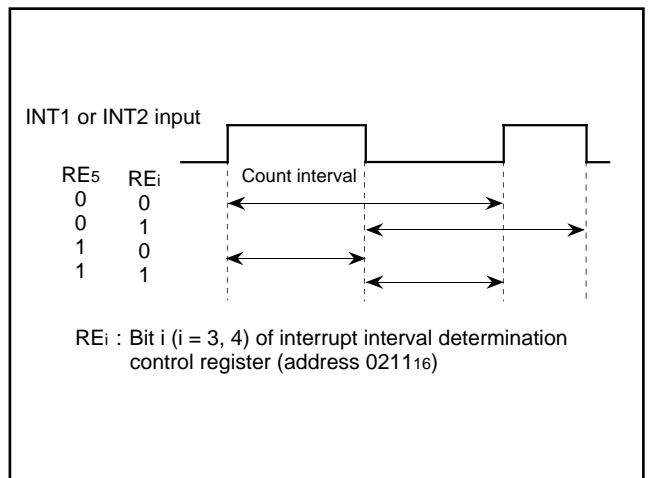 INT1 or INT2 input
RE5 REi Count interval
0 0
0 1
1 0
1 1
REi : Bit i (i = 3, 4) of interrupt interval determination
control register (address 021116)